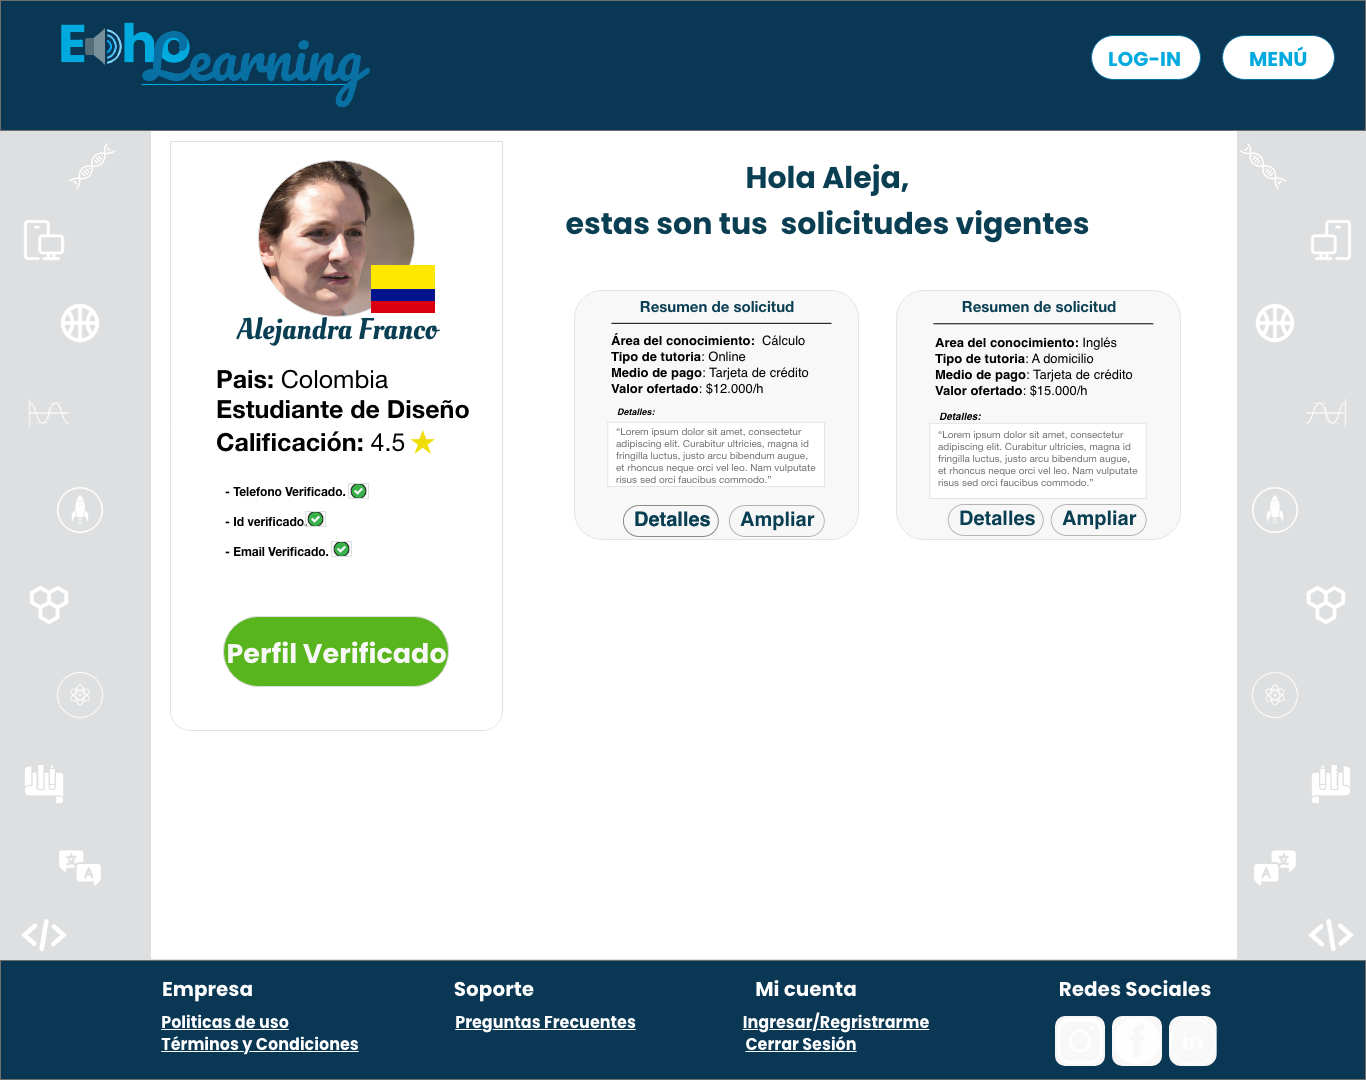 Echo
Learning
LOG-IN
MENÚ
Alejandra Franco
Pais: Colombia
Estudiante de Diseño
Calificación: 4.5
- Telefono Verificado.
- Id verificado.
- Email Verificado.
Perfil Verificado
Hola Aleja,
estas son tus solicitudes vigentes
Resumen de solicitud
Área del conocimiento: Cálculo
Tipo de tutoria: Online
Medio de pago: Tarjeta de crédito
Valor ofertado: $12.000/h
Detalles:
“Lorem ipsum dolor sit amet, consectetur
adipiscing elit. Curabitur ultricies, magna id
fringilla luctus, justo arcu bibendum augue,
et rhoncus neque orci vel leo. Nam vulputate
risus sed orci faucibus commodo.”
Detalles
Ampliar
Resumen de solicitud
Area del conocimiento: Inglés
Tipo de tutoria: A domicilio
Medio de pago: Tarjeta de crédito
Valor ofertado: $15.000/h
Detalles:
“Lorem ipsum dolor sit amet, consectetur
adipiscing elit. Curabitur ultricies, magna id
fringilla luctus, justo arcu bibendum augue,
et rhoncus neque orci vel leo. Nam vulputate
risus sed orci faucibus commodo.”
Detalles
Ampliar
Empresa
Politicas de uso
Términos y Condiciones
Soporte
Preguntas Frecuentes
Mi cuenta
Ingresar/Regristrarme
Cerrar Sesión
Redes Sociales